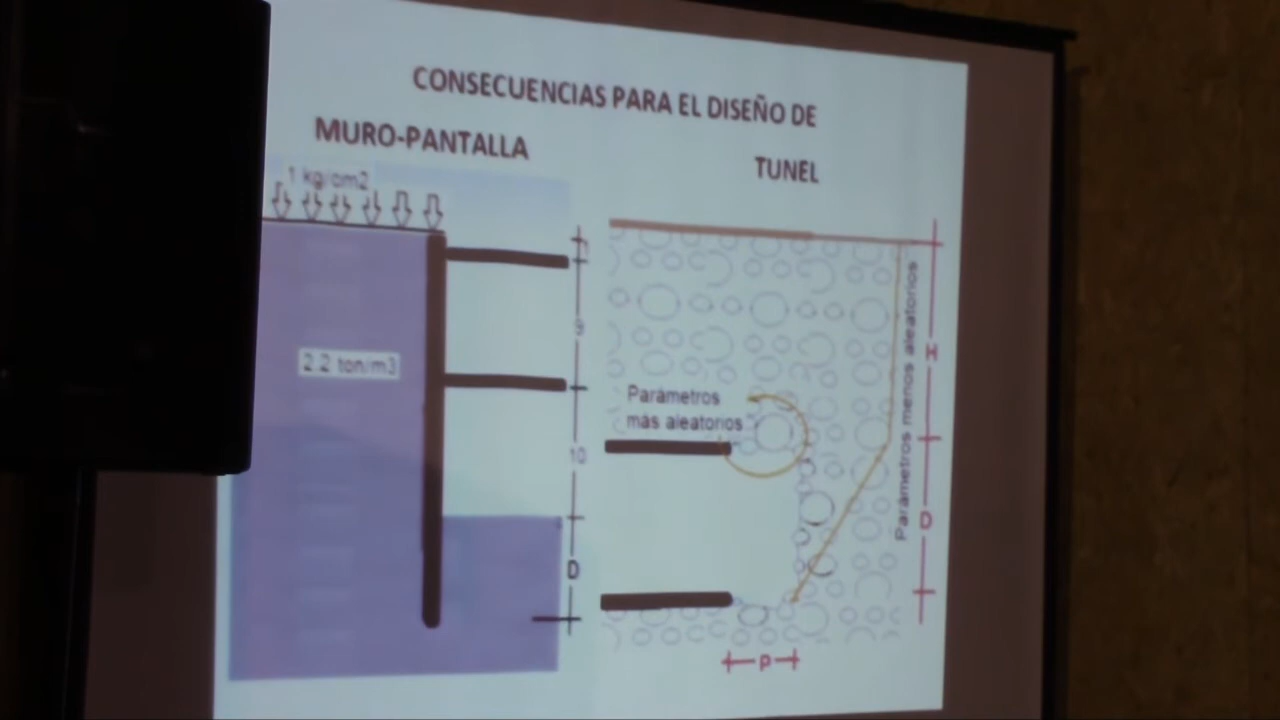 CONSECUENCIAS PARA EL DISEÑO DE
MURO-PANTALLA
TUNEL
1 kg/cm2
2.2 ton/m3
10
D
Parámetros
más aleatorios
Parámetros menos aleatorios
H
D
P